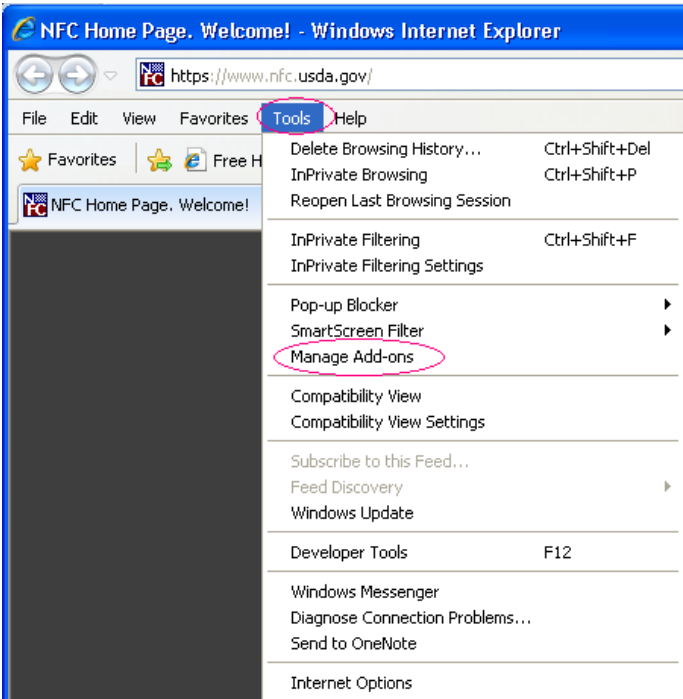 NFC Home Page. Welcome! - Windows Internet Explorer
NFC https://www.nfc.usda.gov/
File Edit View Favorites Tools Help
Favorites Free H
Delete Browsing History... Ctrl+Shift+Del
InPrivate Browsing Ctrl+Shift+P
Reopen Last Browsing Session
NFC NFC Home Page. Welcome!
InPrivate Filtering Ctrl+Shift+F
InPrivate Filtering Settings
Pop-up Blocker
SmartScreen Filter
Manage Add-ons
Compatibility View
Compatibility View Settings
Subscribe to this Feed...
Feed Discovery
Windows Update
Developer Tools F12
Windows Messenger
Diagnose Connection Problems...
Send to OneNote
Internet Options